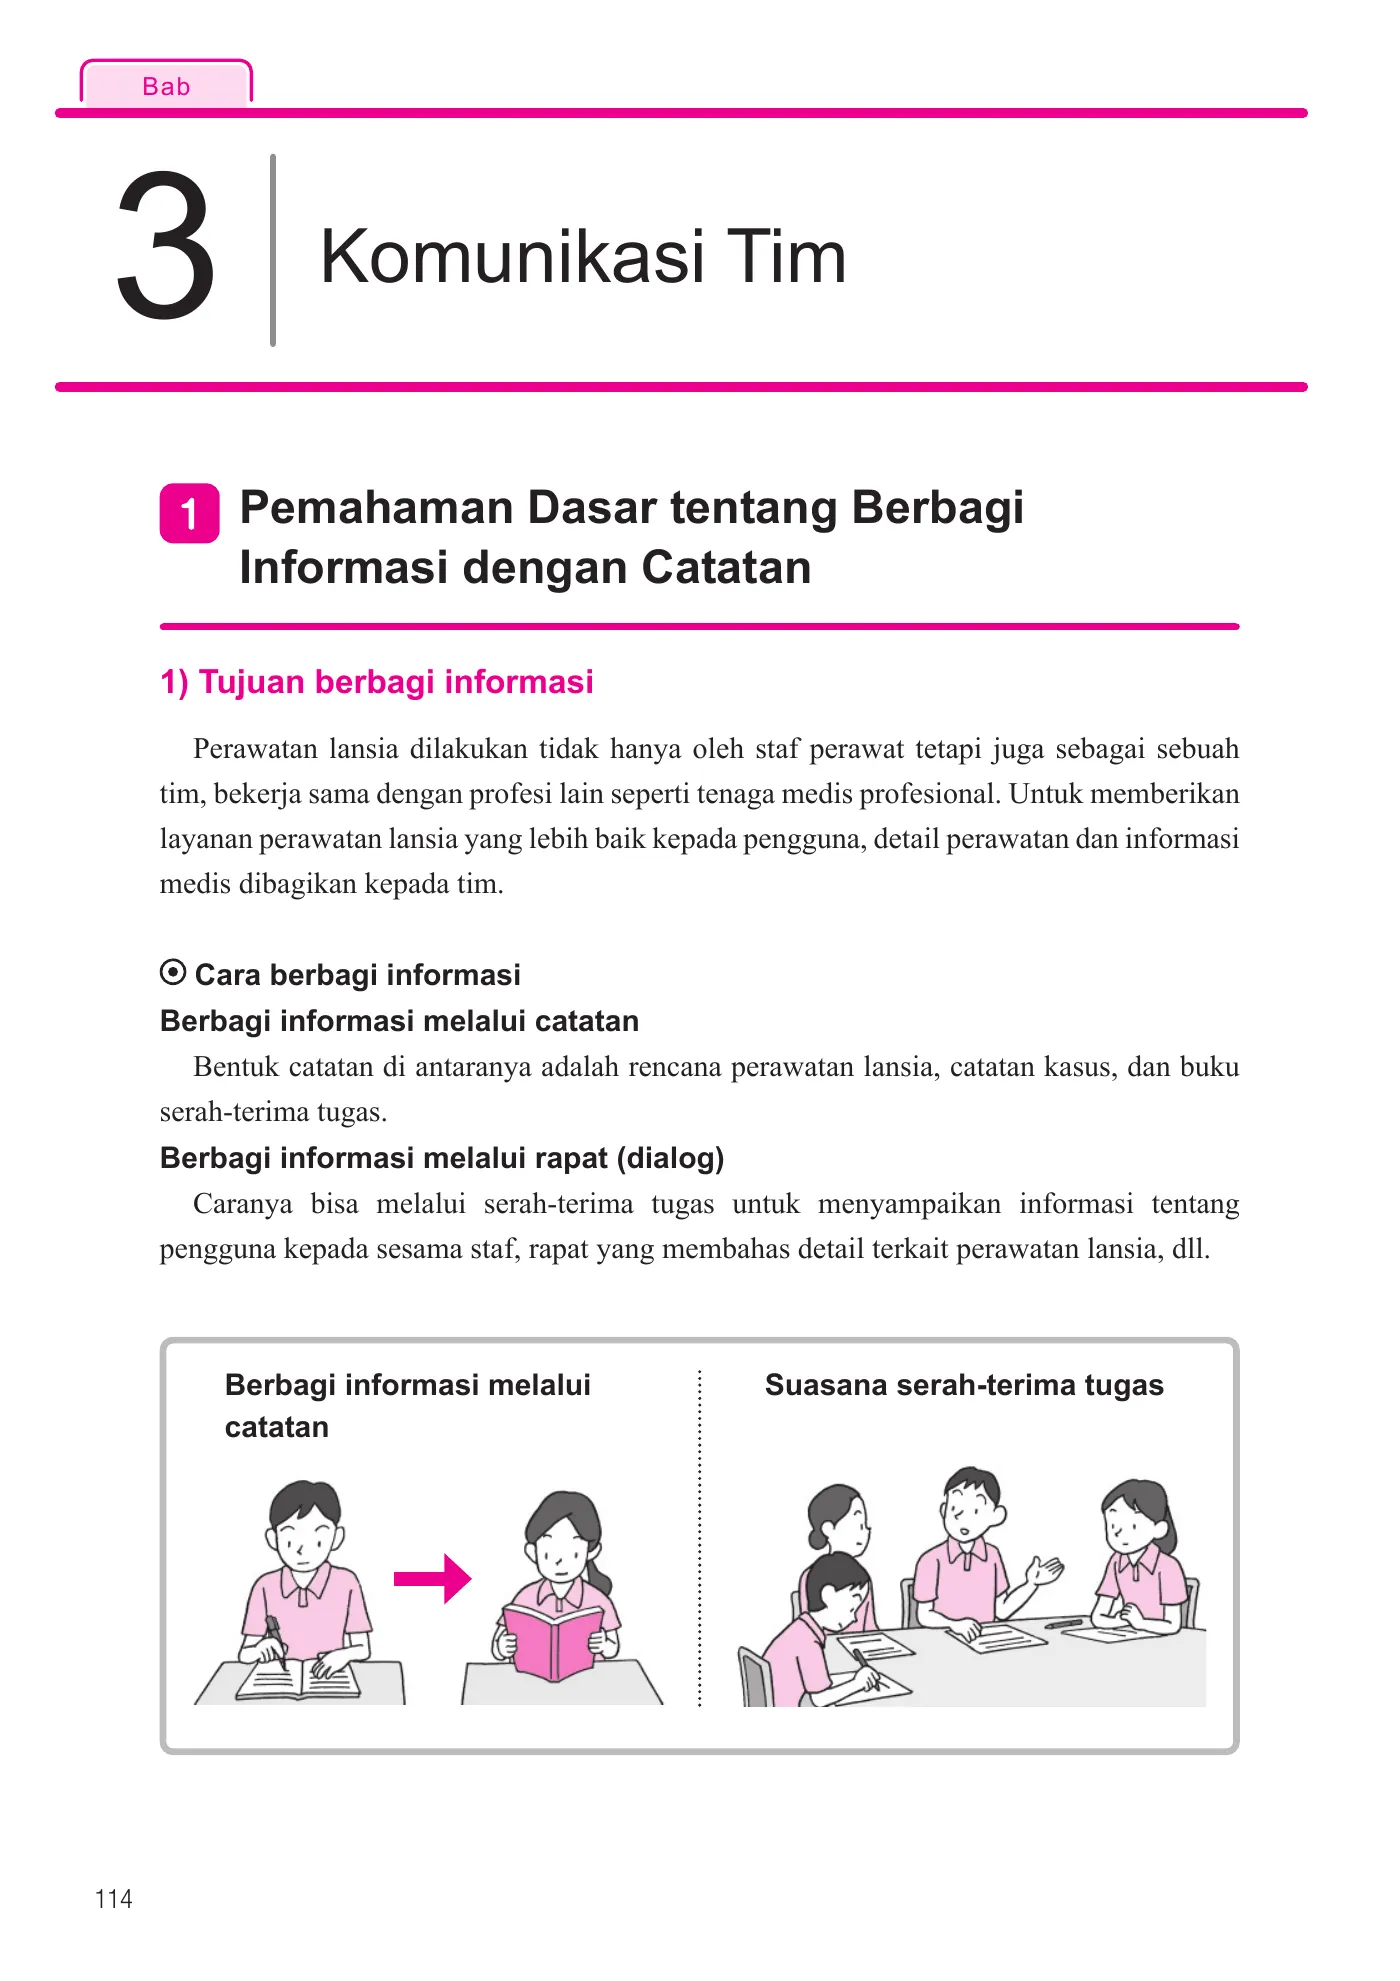 Bab
3
Komunikasi Tim
1 Pemahaman Dasar tentang Berbagi
Informasi dengan Catatan
1) Tujuan berbagi informasi
Perawatan lansia dilakukan tidak hanya oleh staf perawat tetapi juga sebagai sebuah
tim, bekerja sama dengan profesi lain seperti tenaga medis profesional. Untuk memberikan
layanan perawatan lansia yang lebih baik kepada pengguna, detail perawatan dan informasi
medis dibagikan kepada tim.
Cara berbagi informasi
Berbagi informasi melalui catatan
Bentuk catatan di antaranya adalah rencana perawatan lansia, catatan kasus, dan buku
serah-terima tugas.
Berbagi informasi melalui rapat (dialog)
Caranya bisa melalui serah-terima tugas untuk menyampaikan informasi tentang
pengguna kepada sesama staf, rapat yang membahas detail terkait perawatan lansia, dll.
Berbagi informasi melalui
catatan
Suasana serah-terima tugas
114